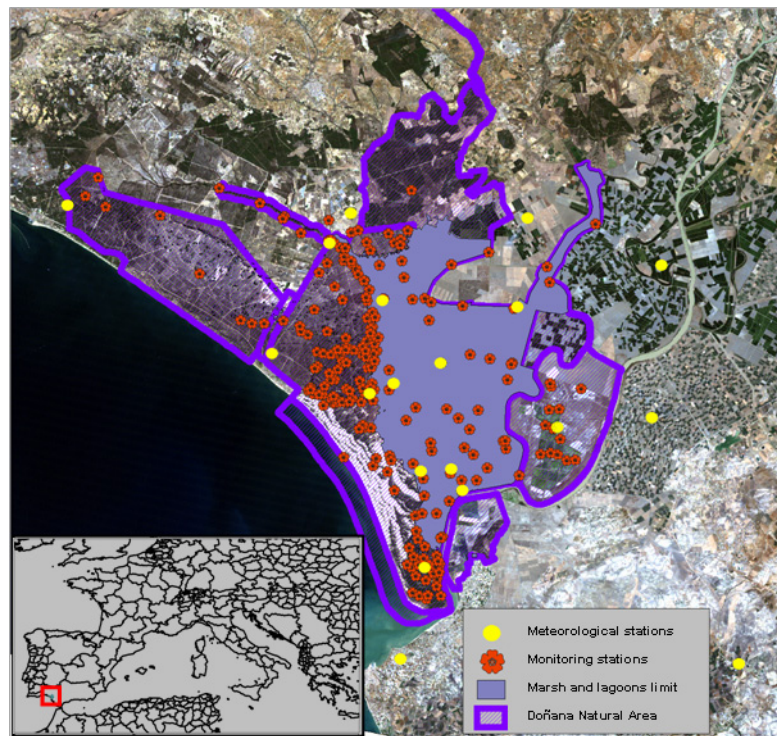 Meteorological stations
Monitoring stations
Marsh and lagoons limit
Doñana Natural Area